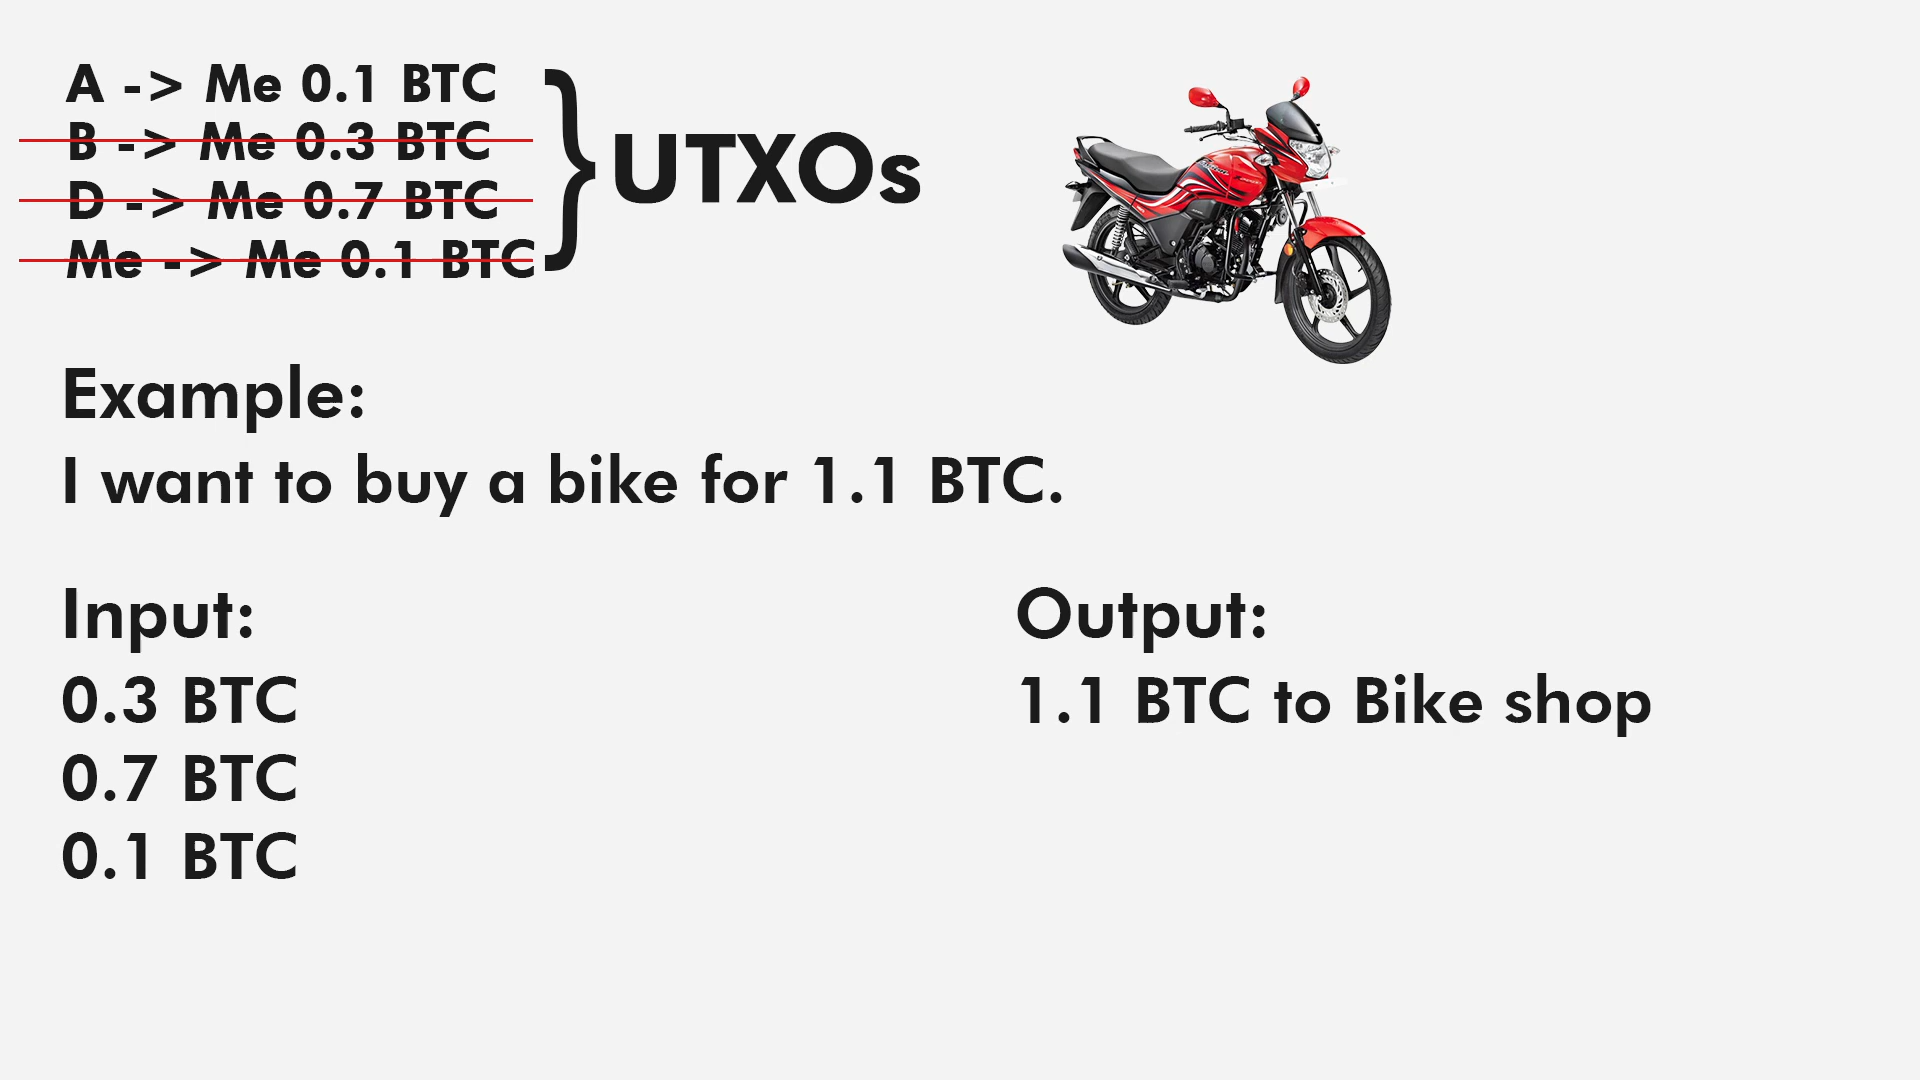 A -> Me 0.1 BTC
B -> Me 0.3 BTC
D -> Me 0.7 BTC
Me -> Me 0.1 BTC
} UTXOs
Example:
I want to buy a bike for 1.1 BTC.
Input:
0.3 BTC
0.7 BTC
0.1 BTC
Output:
1.1 BTC to Bike shop